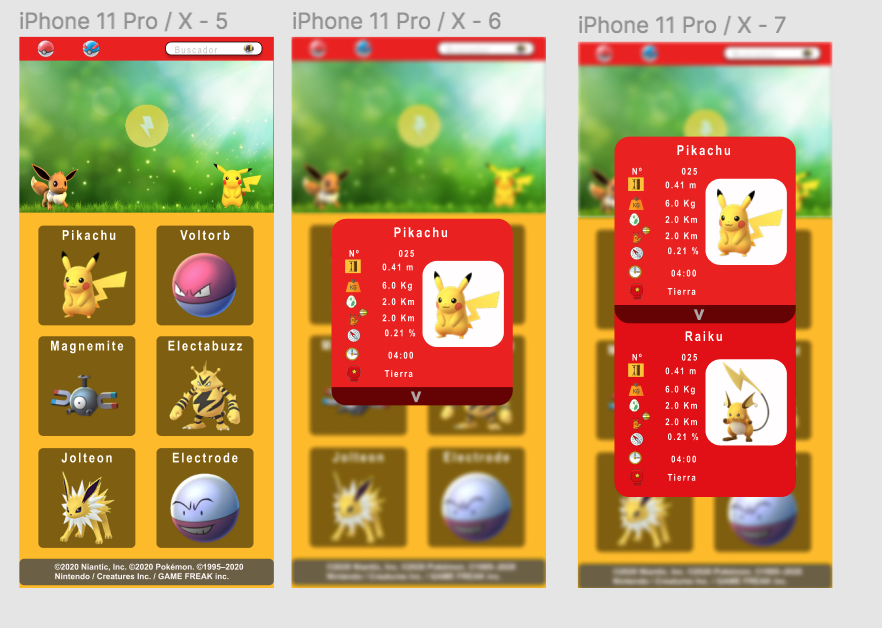 iPhone 11 Pro / X - 5
Buscador
Pikachu
Voltorb
Magnemite
Electabuzz
Jolteon
Electrode
©2020 Niantic, Inc. ©2020 Pokémon. ©1995–2020
Nintendo / Creatures Inc. / GAME FREAK inc.
iPhone 11 Pro / X - 6
Pikachu
Nº 025
0.41 m
KG 6.0 Kg
2.0 Km
2.0 Km
0.21 %
04:00
Tierra
V
Jolteon
Electrode
iPhone 11 Pro / X - 7
Pikachu
Nº 025
0.41 m
KG 6.0 Kg
2.0 Km
2.0 Km
0.21 %
04:00
Tierra
V
Raiku
Nº 025
0.41 m
KG 6.0 Kg
2.0 Km
2.0 Km
0.21 %
04:00
Tierra